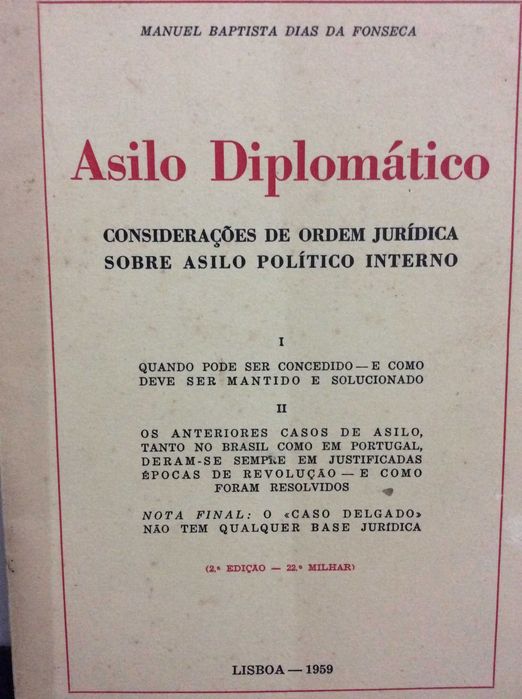 MANUEL BAPTISTA DIAS DA FONSECA
Asilo Diplomático
CONSIDERAÇÕES DE ORDEM JURÍDICA
SOBRE ASILO POLÍTICO INTERNO
I
QUANDO PODE SER CONCEDIDO — E COMO
DEVE SER MANTIDO E SOLUCIONADO
II
OS ANTERIORES CASOS DE ASILO,
TANTO NO BRASIL COMO EM PORTUGAL,
DERAM-SE SEMPRE EM JUSTIFICADAS
ÉPOCAS DE REVOLUÇÃO — E COMO
FORAM RESOLVIDOS
NOTA FINAL: O «CASO DELGADO»
NÃO TEM QUALQUER BASE JURÍDICA
(2.ª EDIÇÃO — 22.º MILHAR)
LISBOA — 1959